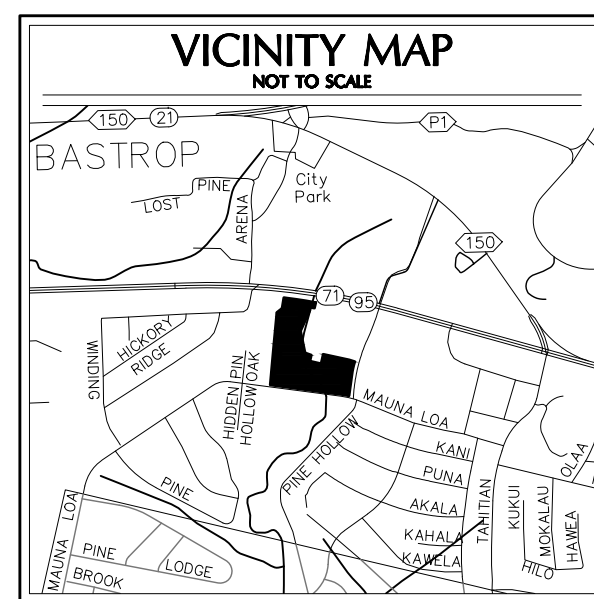 VICINITY MAP
NOT TO SCALE
150
21
P1
BASTROP
City
Park
PINE
LOST
ARENA
150
71
95
HICKORY
RIDGE
WINDING
HIDDEN PIN
HOLLOW OAK
MAUNA LOA
PINE HOLLOW
KANI
PUNA
AKALA
KAHALA
KAWELA
TAHITIAN
KUKUI
MOKALAU
HAWEA
OLAA
HILO
PINE
MAUNA LOA
PINE
LODGE
BROOK